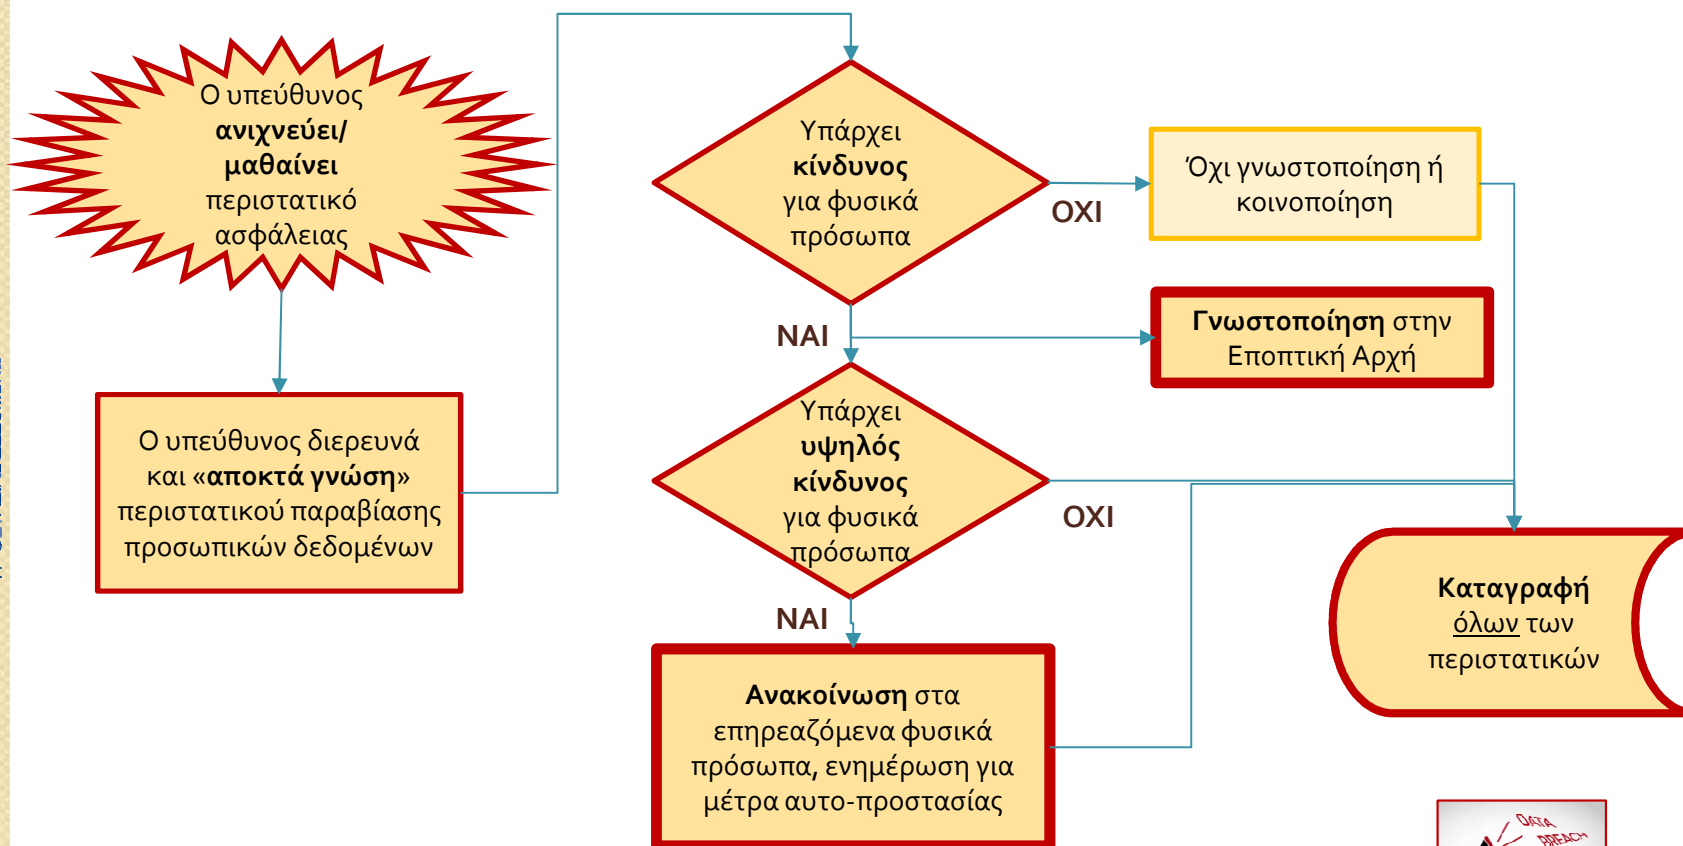 Ο υπεύθυνος
ανιχνεύει/
μαθαίνει
περιστατικό
ασφάλειας
Ο υπεύθυνος διερευνά
και «αποκτά γνώση»
περιστατικού παραβίασης
προσωπικών δεδομένων
Υπάρχει
κίνδυνος
για φυσικά
πρόσωπα
ΟΧΙ
Όχι γνωστοποίηση ή
κοινοποίηση
ΝΑΙ
Γνωστοποίηση στην
Εποπτική Αρχή
Υπάρχει
υψηλός
κίνδυνος
για φυσικά
πρόσωπα
ΟΧΙ
ΝΑΙ
Ανακοίνωση στα
επηρεαζόμενα φυσικά
πρόσωπα, ενημέρωση για
μέτρα αυτο-προστασίας
Καταγραφή
όλων των
περιστατικών
DATA
BREACH